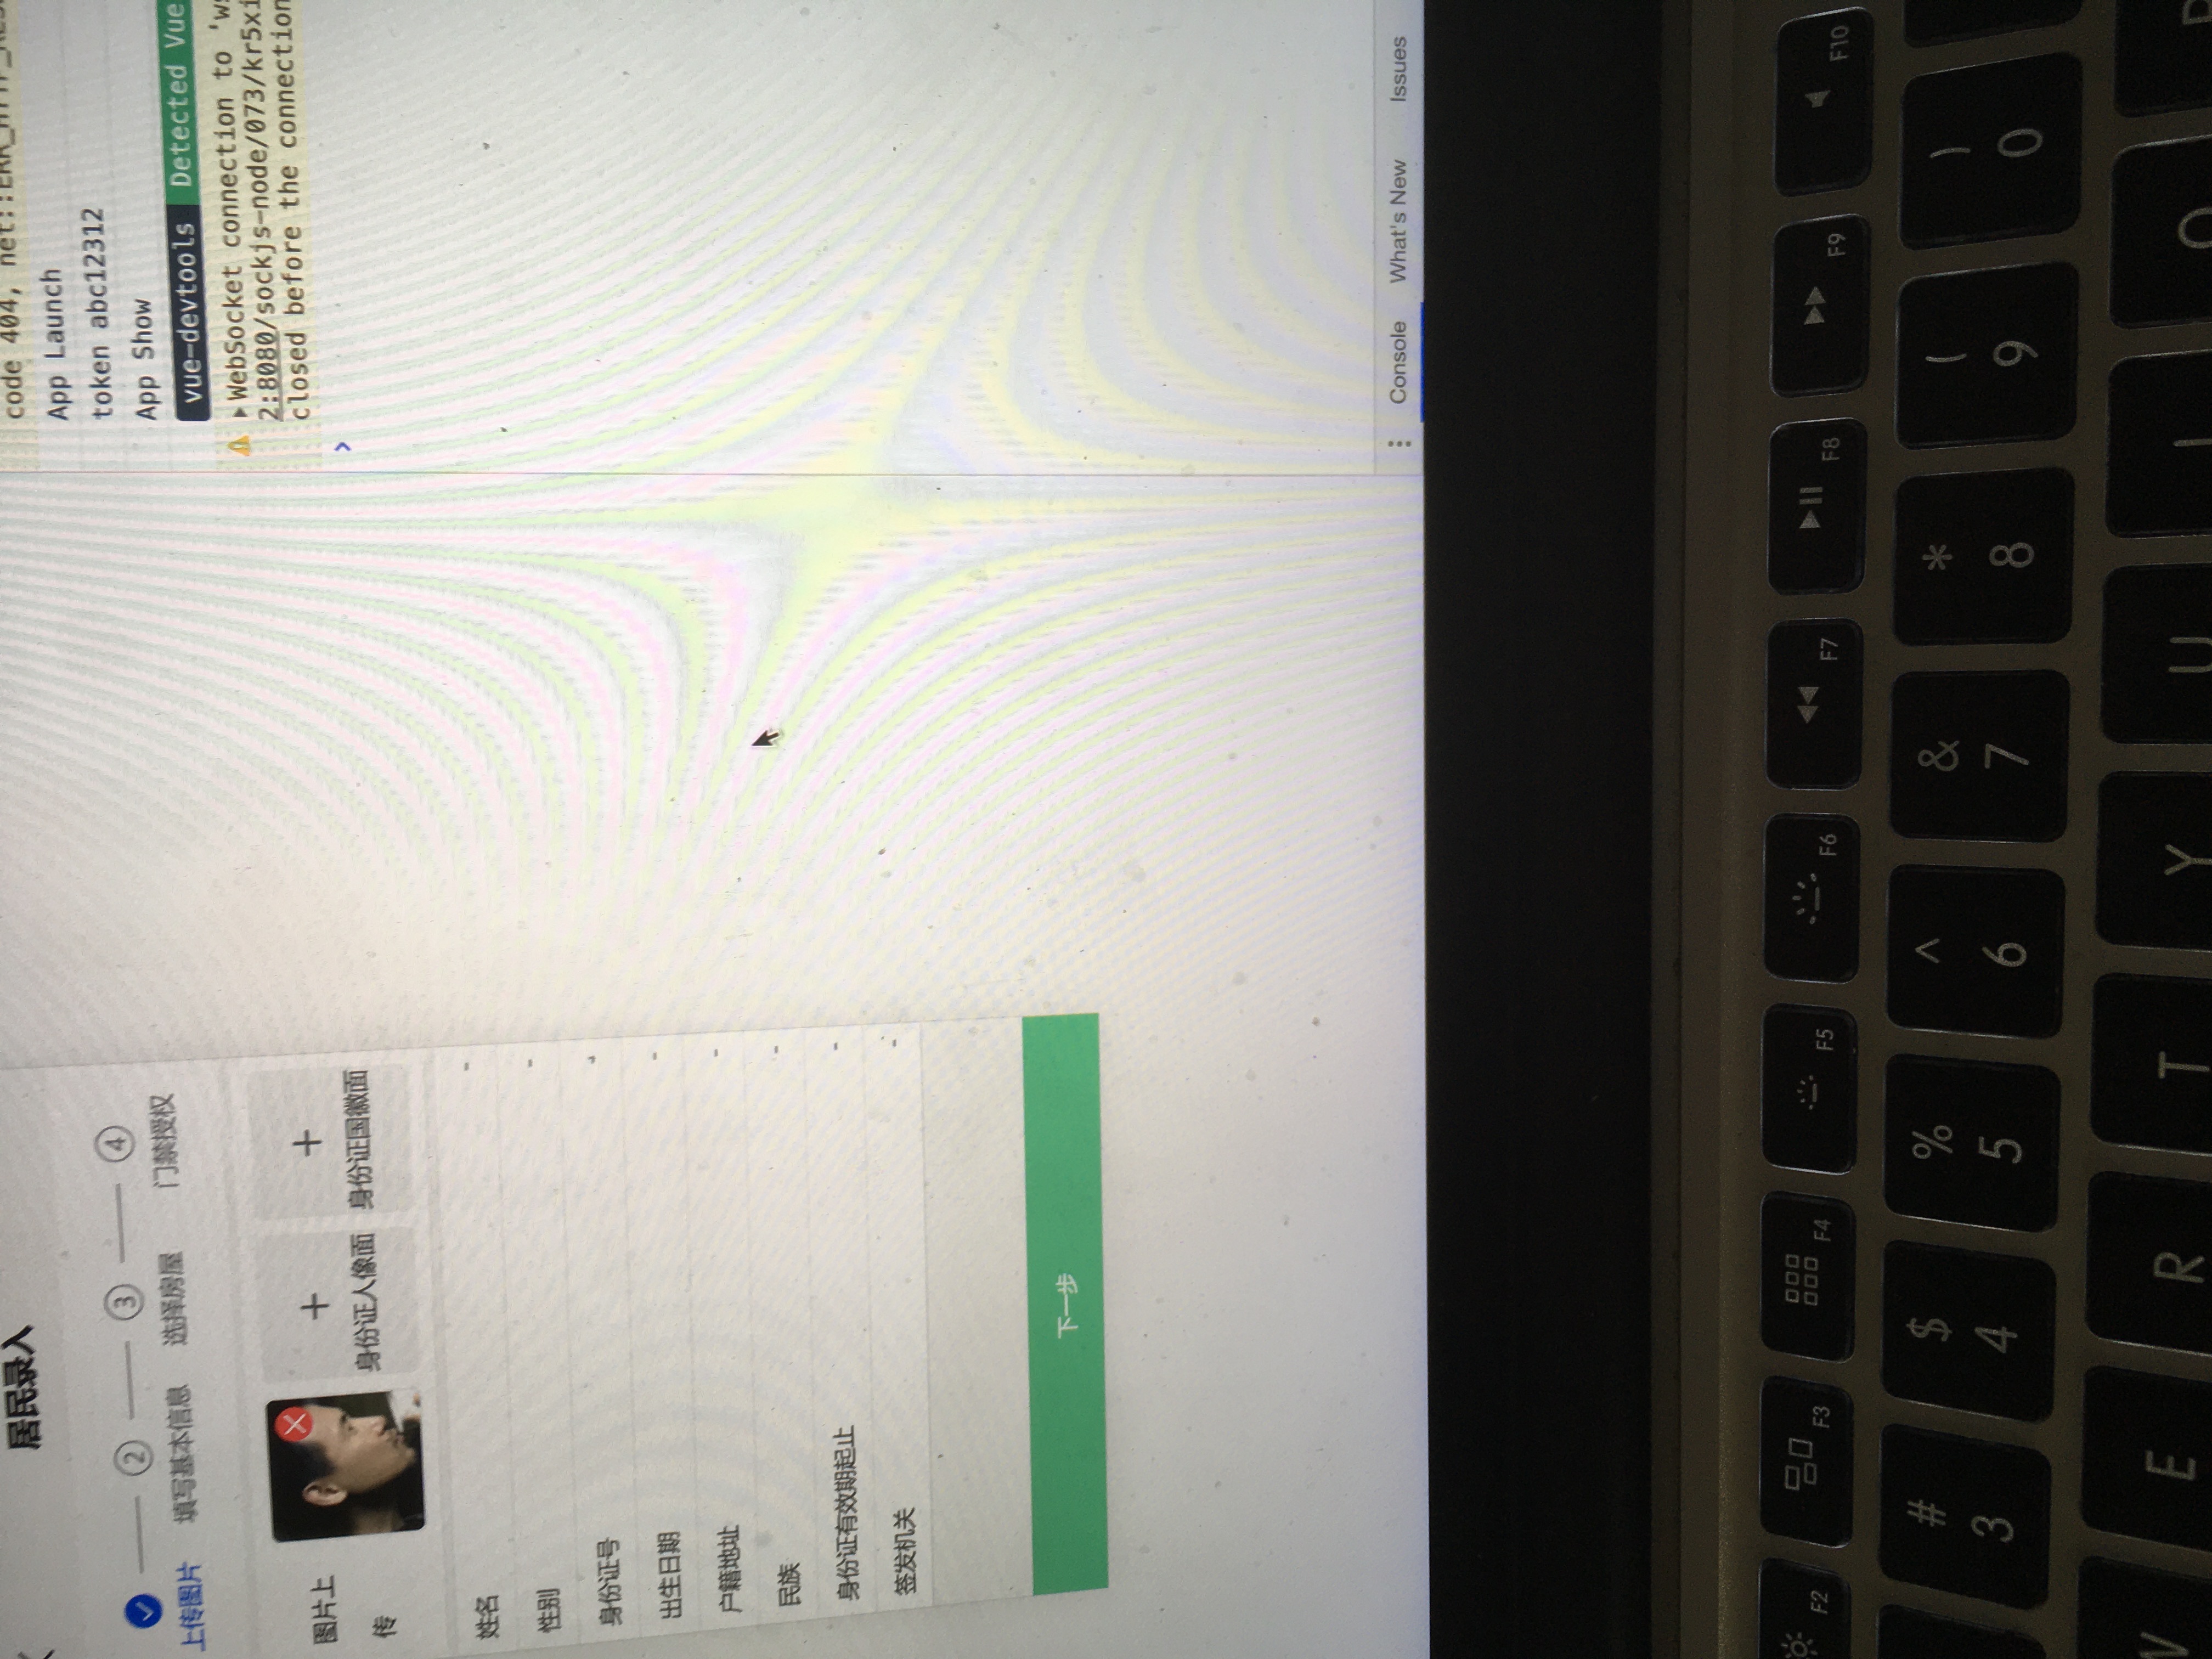 居民录入
② ③ ④
上传图片 填写基本信息 选择房屋 门禁授权
图片上
传
+ +
身份证人像面 身份证国徽面
姓名 -
性别 -
身份证号 -
出生日期 -
户籍地址 -
民族 -
身份证有效期起止 -
签发机关 -
下一步
code 404,
App Launch
token abc12312
App Show
vue-devtools Detected Vue
WebSocket connection to
2:8080/sockjs-node/073/kr5xi
closed before the connection
Console What's New Issues
F2 F3 F4 F5 F6 F7 F8 F9 F10
# $ % ^ & * ( )
3 4 5 6 7 8 9 0
W E R T Y U I O